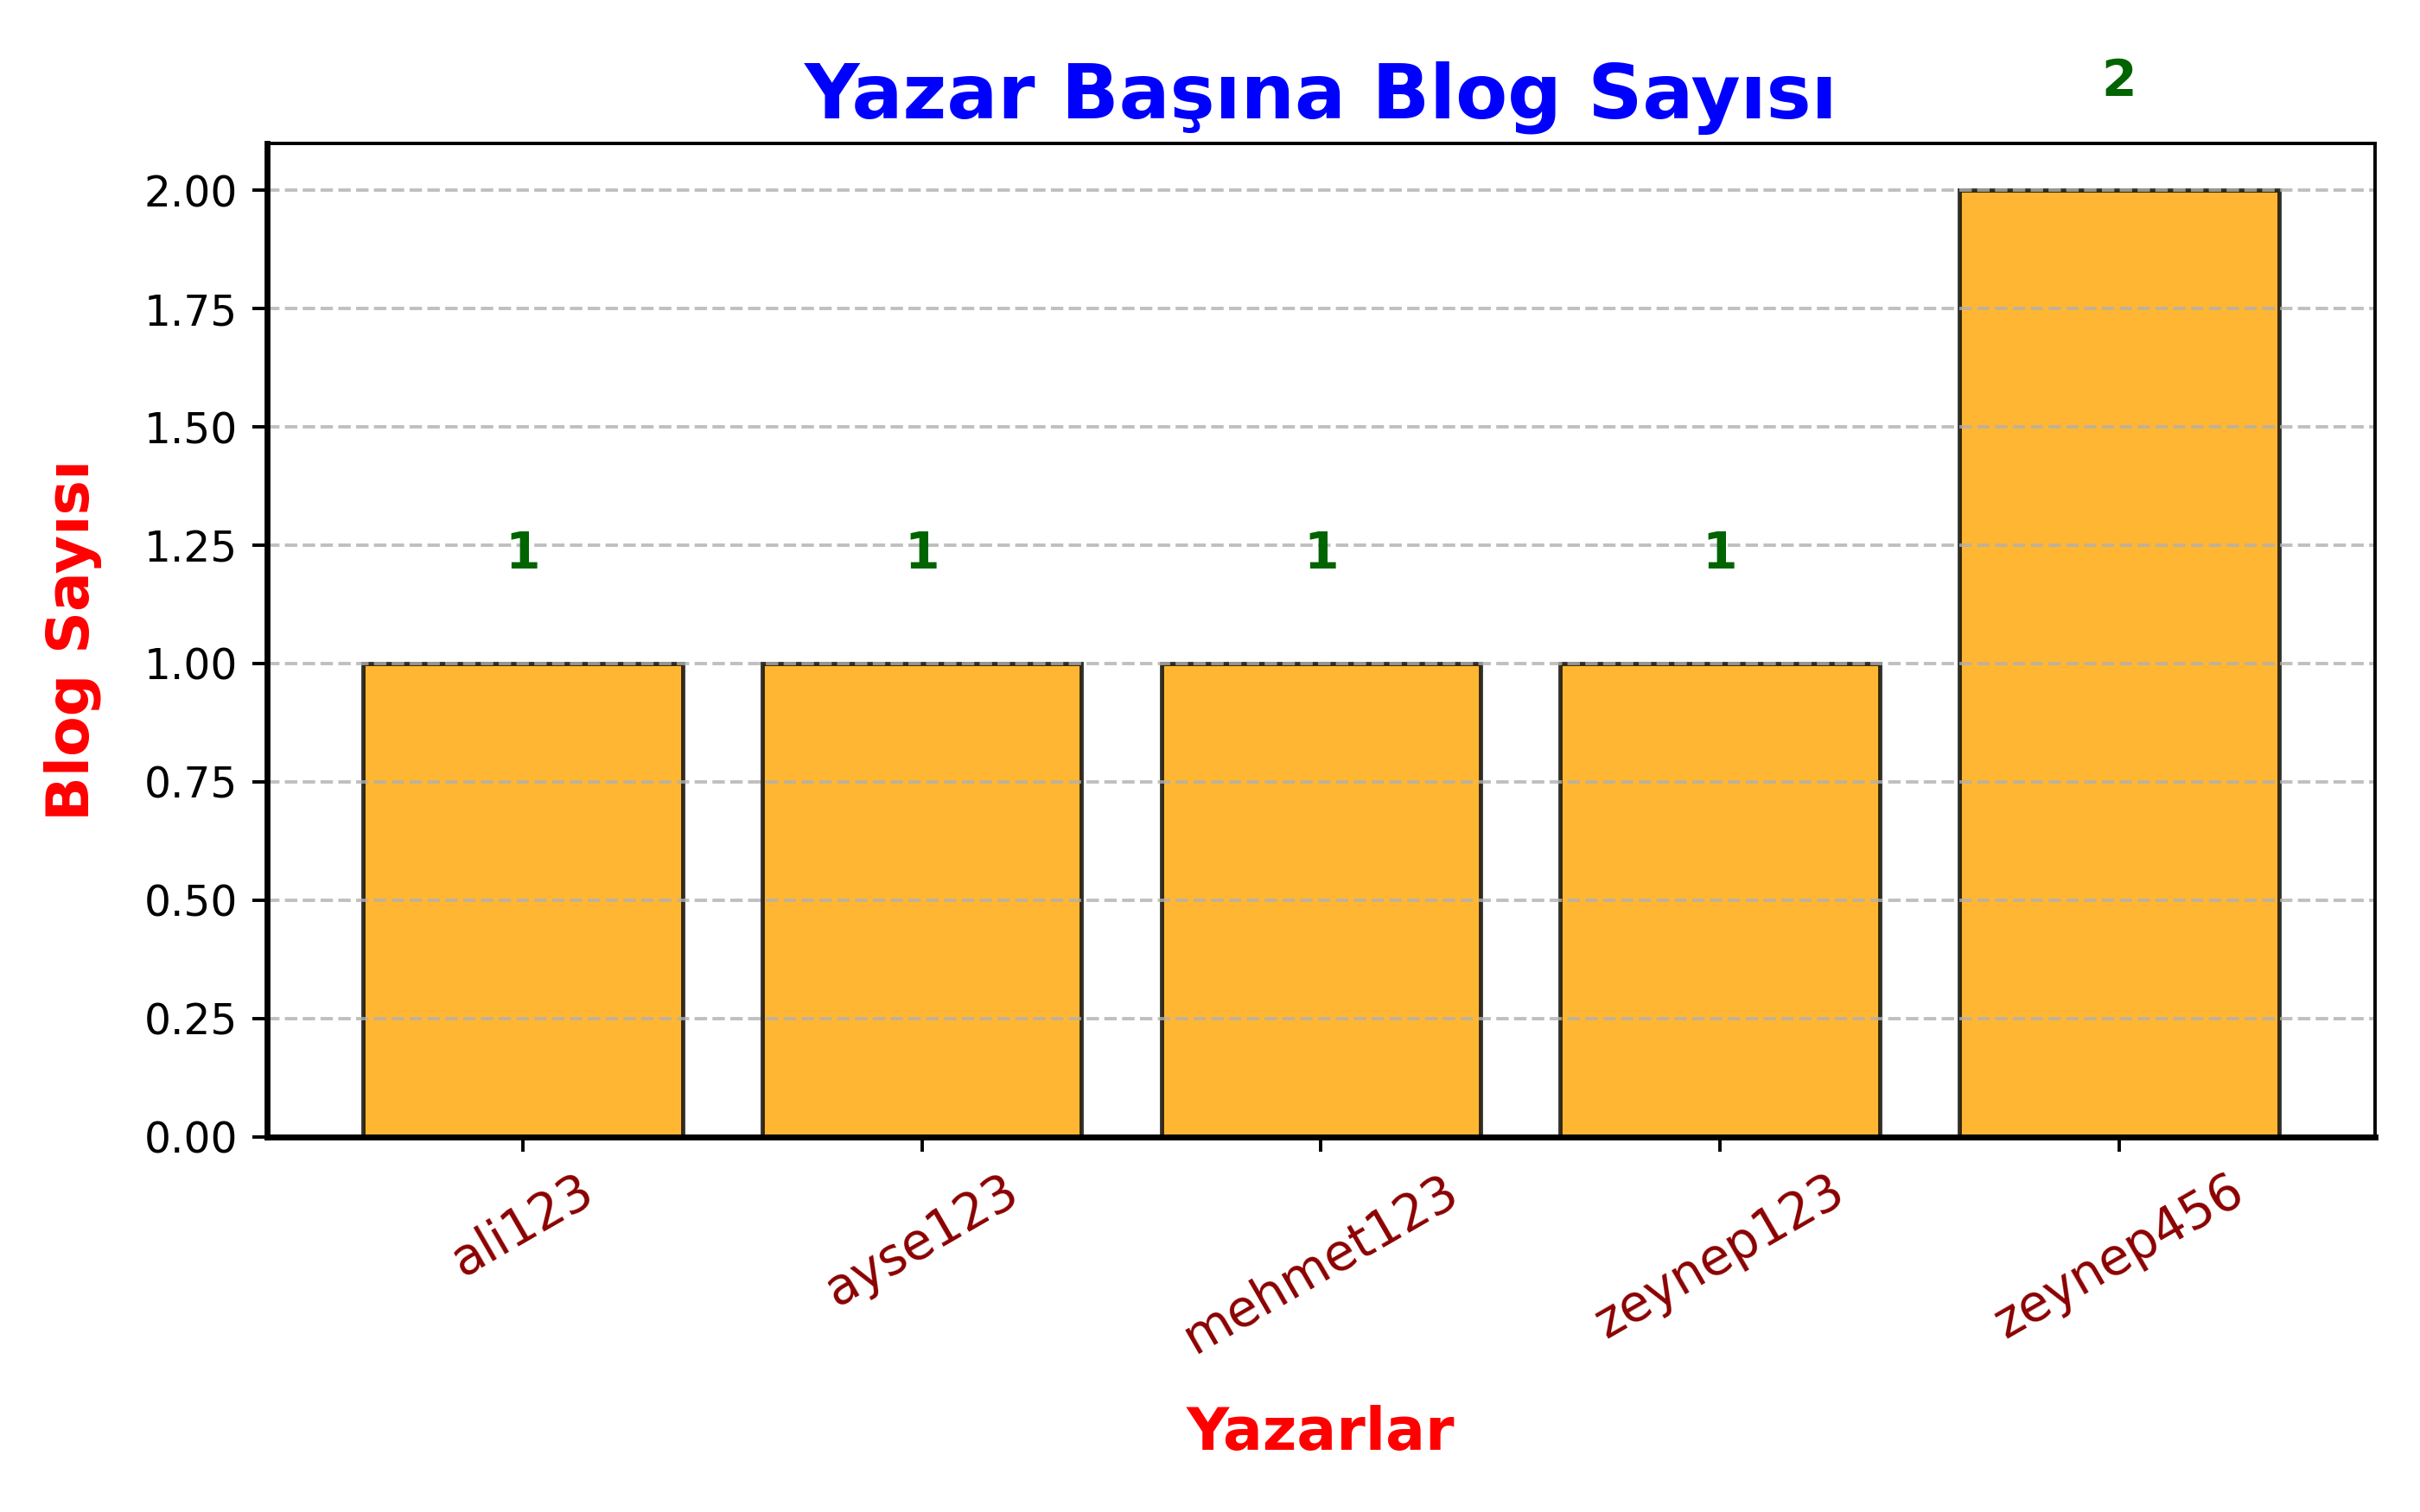 Yazar Başına Blog Sayısı
2
2.00
1.75
1.50
1.25
1.00
0.75
0.50
0.25
0.00
Blog Sayısı
1
1
1
1
ali123
ayse123
mehmet123
zeynep123
zeynep456
Yazarlar